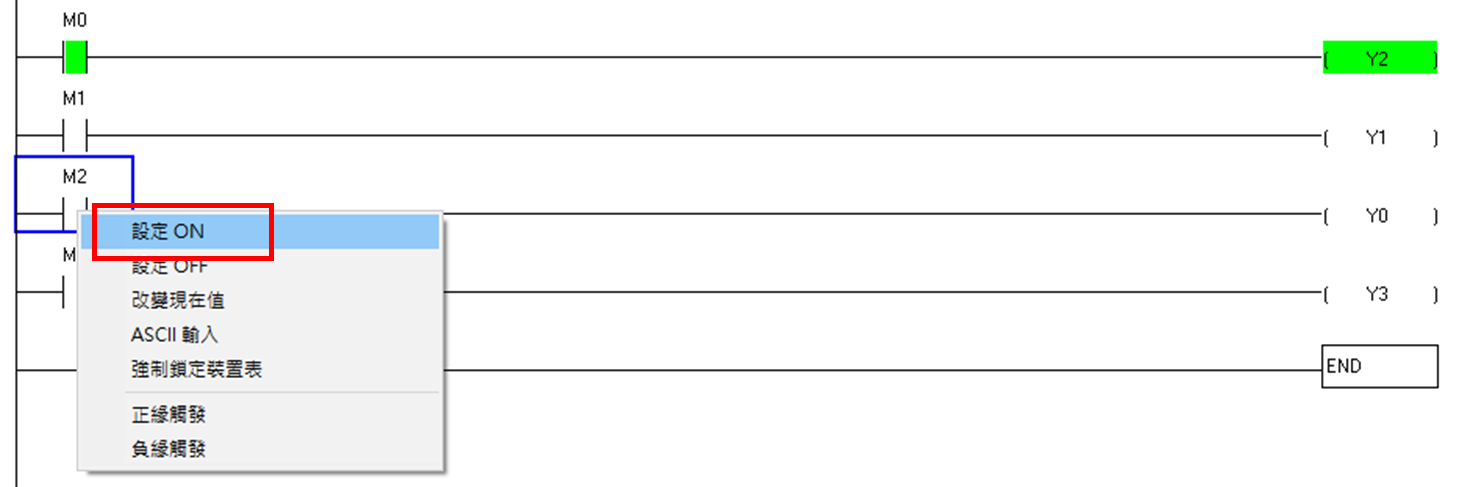 M0
( Y2 )
M1
( Y1 )
M2
( Y0 )
設定 ON
M
設定 OFF
( Y3 )
改變現在值
ASCII 輸入
強制鎖定裝置表
END
正緣觸發
負緣觸發